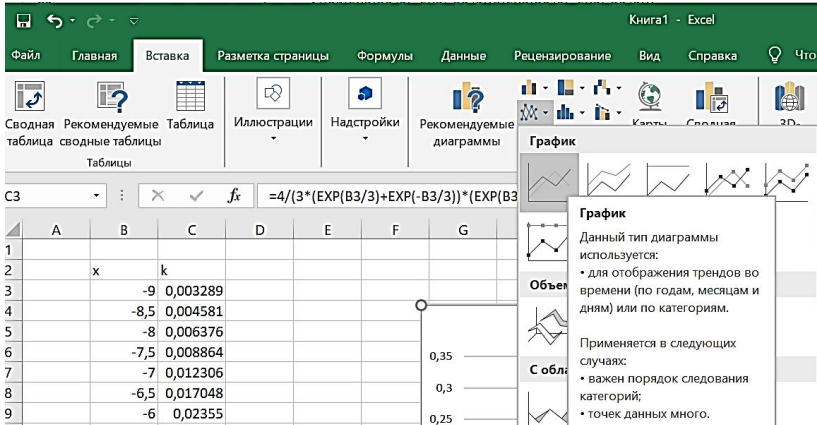 Книга1 - Excel
Файл Главная Вставка Разметка страницы Формулы Данные Рецензирование Вид Справка Что
Сводная таблица
Рекомендуемые сводные таблицы
Таблица
Таблицы
Иллюстрации
Надстройки
Рекомендуемые диаграммы
Карты
Сводная
3D-
График
C3 fx =4/(3*(EXP(B3/3)+EXP(-B3/3))*(EXP(B3
График
Данный тип диаграммы
используется:
• для отображения трендов во
времени (по годам, месяцам и
дням) или по категориям.
Применяется в следующих
случаях:
• важен порядок следования
категорий;
• точек данных много.
Объем
С обла
A B C D E F G
1
2 x k
3 -9 0,003289
4 -8,5 0,004581
5 -8 0,006376
6 -7,5 0,008864
7 -7 0,012306
8 -6,5 0,017048
9 -6 0,02355
0,35
0,3
0,25